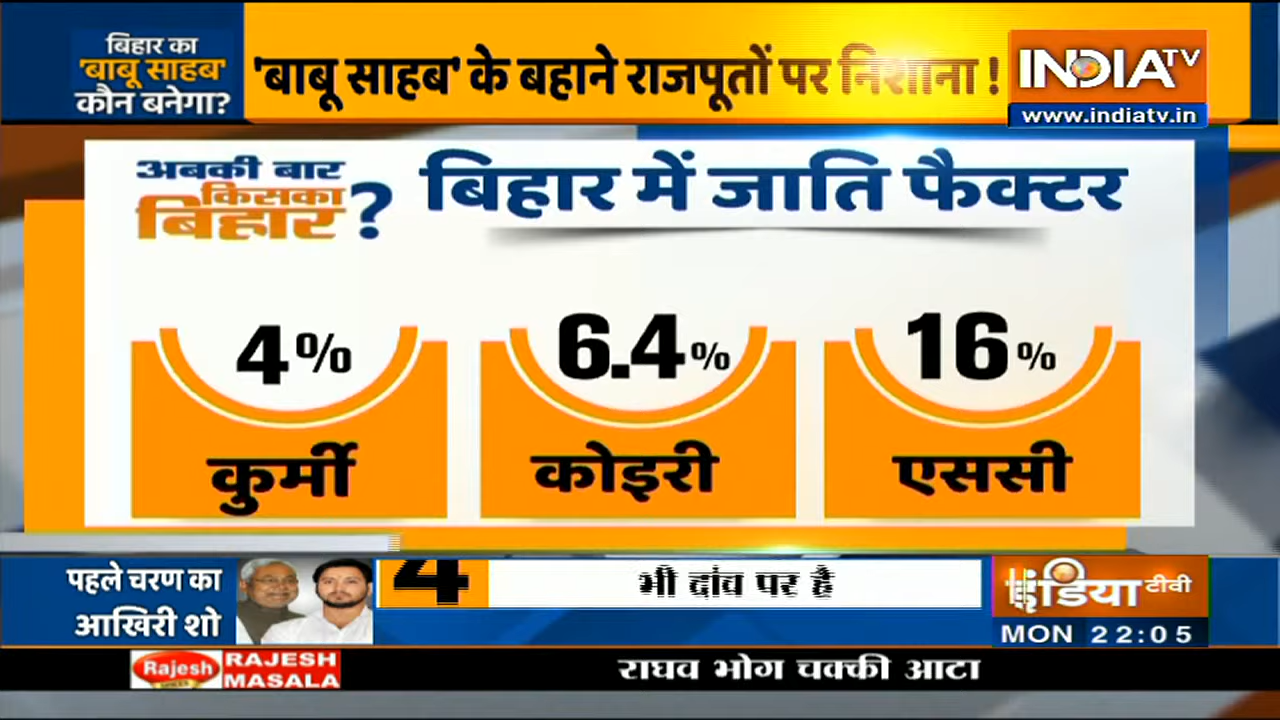 बिहार का
'बाबू साहब'
कौन बनेगा?
'बाबू साहब' के बहाने राजपूतों पर निशाना !
INDIA TV
www.indiatv.in
अबकी बार
किसका
बिहार ?
बिहार में जाति फैक्टर
4%
6.4%
16%
कुर्मी
कोइरी
एससी
पहले चरण का
आखिरी शो
4
भी दांव पर है
इंडिया टीवी
MON 22:05
Rajesh
RAJESH
MASALA
राघव भोग चक्की आटा